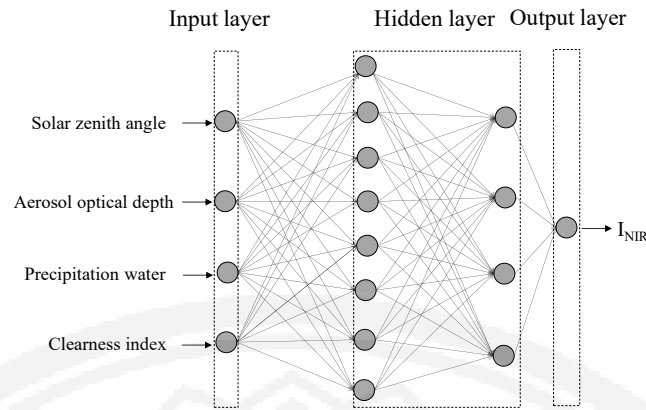 Input layer
Hidden layer
Output layer
Solar zenith angle
Aerosol optical depth
Precipitation water
Clearness index
I_NIR